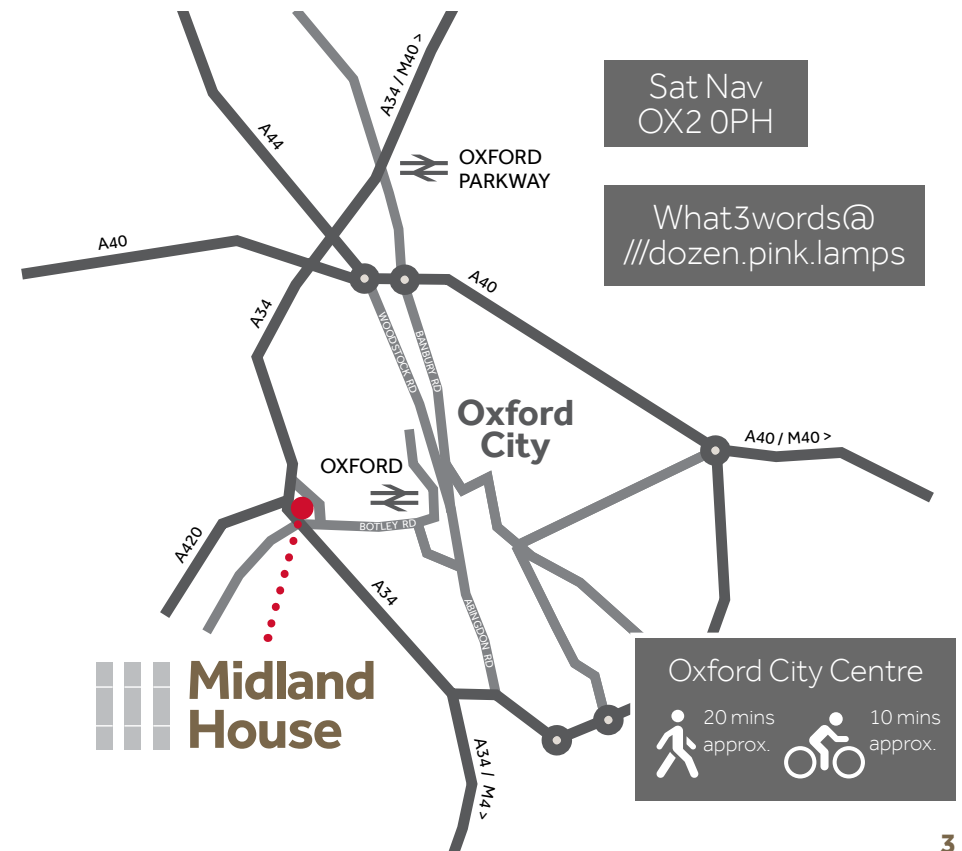 A34 / M40 >
Sat Nav
OX2 0PH
A44
OXFORD
PARKWAY
What3words@
///dozen.pink.lamps
A40
A40
A34
WOODSTOCK RD
BANBURY RD
Oxford
City
A40 / M40 >
OXFORD
BOTLEY RD
A420
A34
ABINGDON RD
Midland
House
Oxford City Centre
20 mins
approx.
10 mins
approx.
A34 / M4 >
3